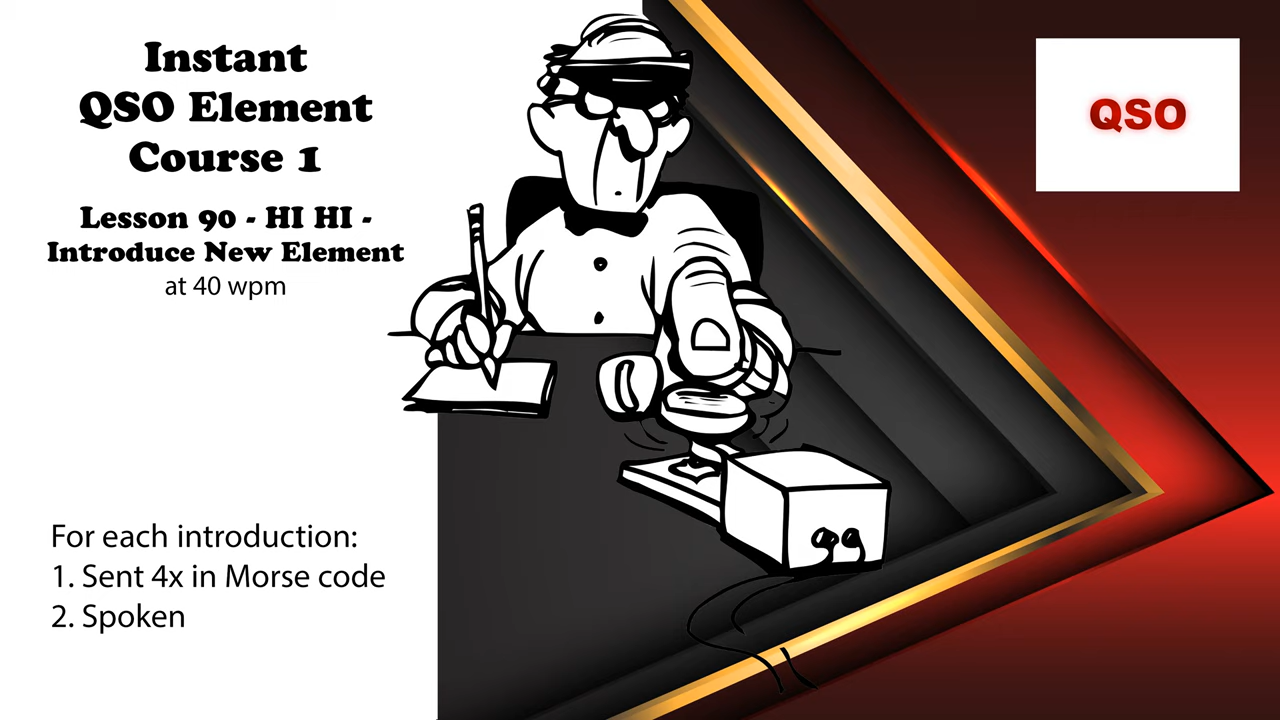 Instant
QSO Element
Course 1
Lesson 90 - HI HI -
Introduce New Element
at 40 wpm
QSO
For each introduction:
1. Sent 4x in Morse code
2. Spoken